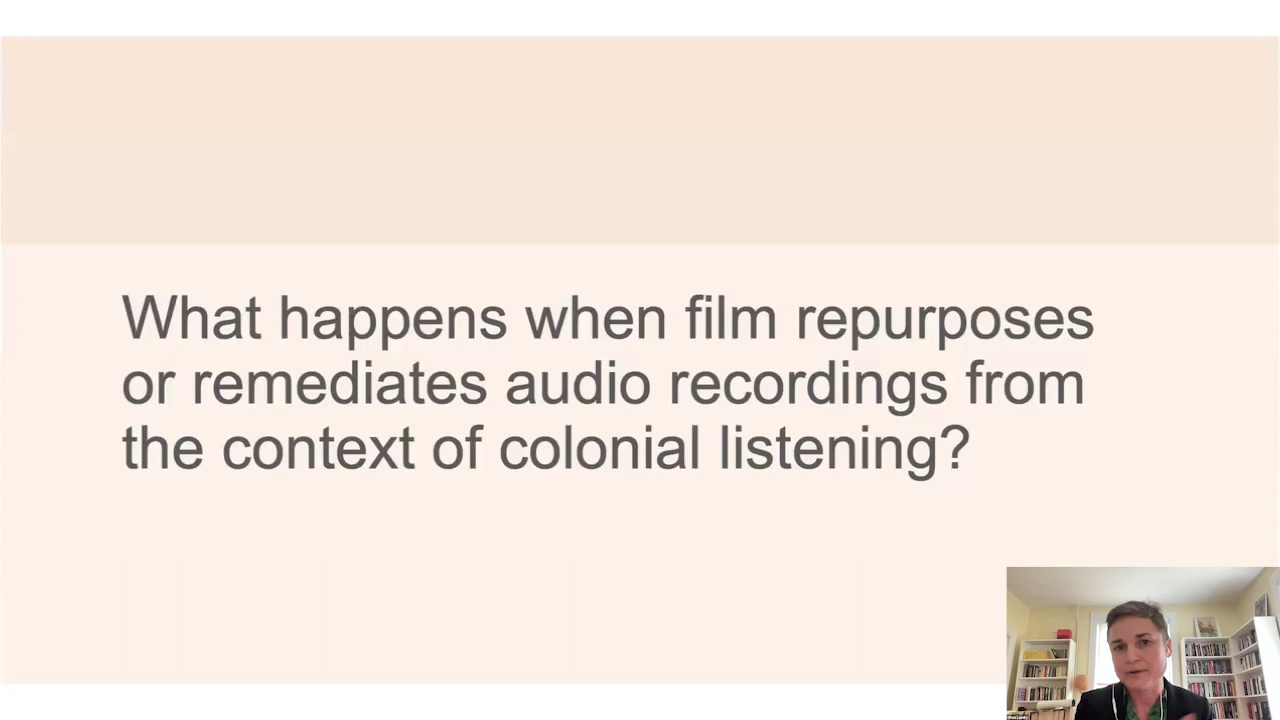 What happens when film repurposes
or remediates audio recordings from
the context of colonial listening?